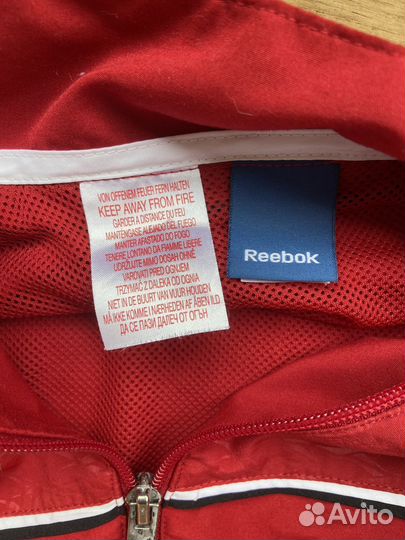 VON OFFENEM FEUER FERN HALTEN
KEEP AWAY FROM FIRE
GARDER A DISTANCE DU FEU
MANTÉNGASE ALEJADO DEL FUEGO
MANTER AFASTADO DO FOGO
TENERE LONTANO DA FIAMME LIBERE
UDRŽUJTE MIMO DOSAH OHNĚ
VAROVATI PRED OGNJEM
TRZYMAĆ Z DALEKA OD OGNIA
NIET IN DE BUURT VAN VUUR HOUDEN
MÅ IKKE KOMME I NÆRHEDEN AF ÅBEN ILD
ДА СЕ ПАЗИ ДАЛЕЧ ОТ ОГЪН
Reebok
Avito